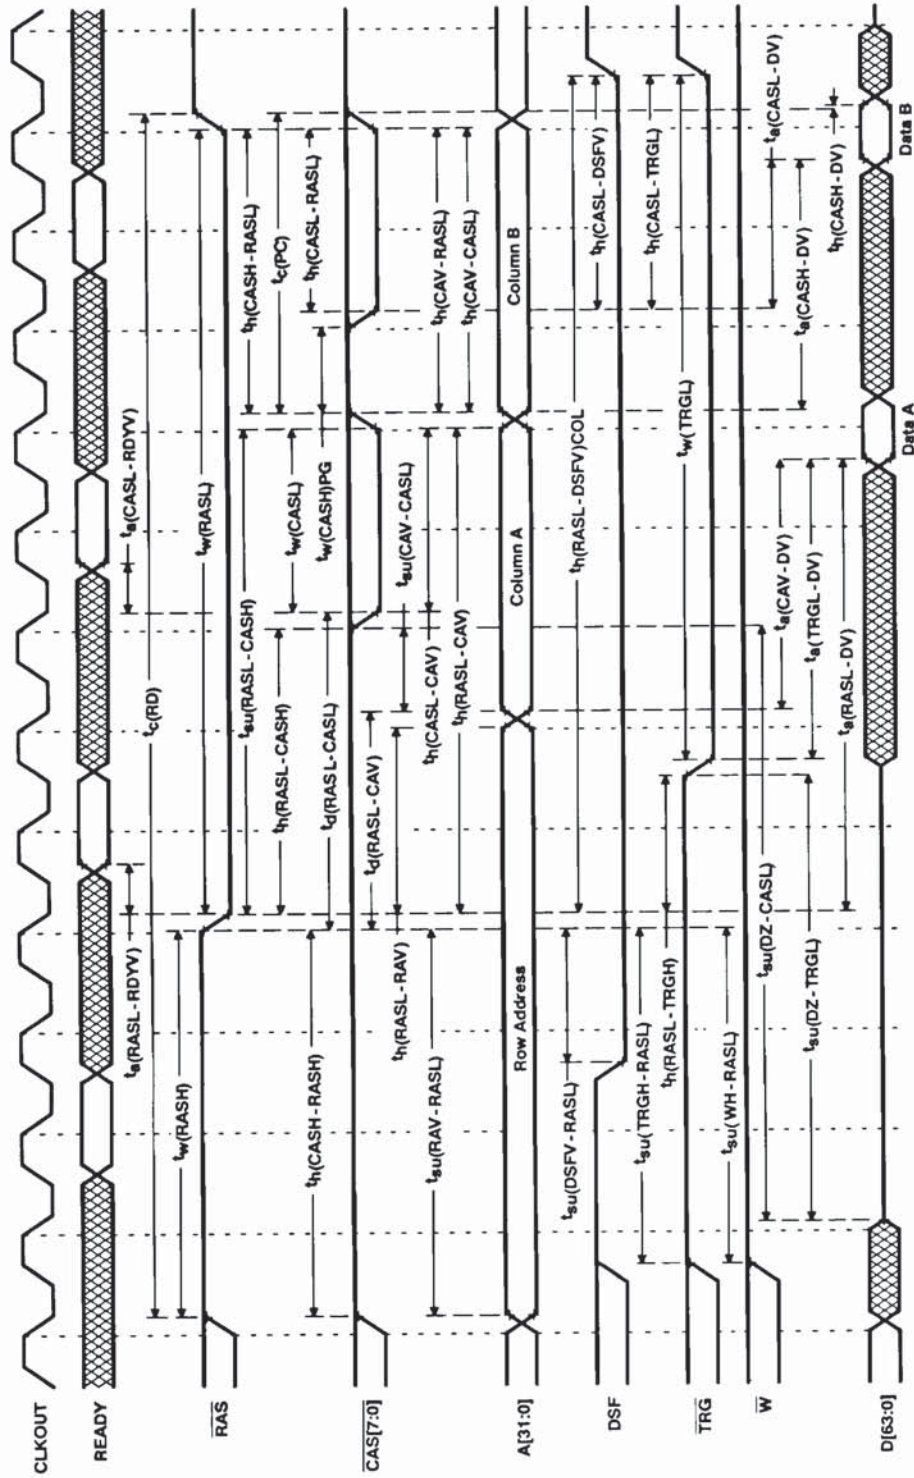 CLKOUT
READY
ta(RASL-RDYV)
ta(CASL-RDYV)
tc(RD)
RAS
tw(RASH)
tw(RASL)
th(CASH-RASL)
tsu(RASL-CASH)
tc(PC)
th(RASL-CASH)
tw(CASL)
th(CASL-RASL)
th(CASH-RASH)
td(RASL-CASL)
tw(CASH)PG
CAS[7:0]
td(RASL-CAV)
th(RASL-RAV)
tsu(CAV-CASL)
th(CASL-CAV)
th(CAV-RASL)
tsu(RAV-RASL)
th(RASL-CAV)
th(CAV-CASL)
A[31:0]
Row Address
Column A
Column B
tsu(DSFV-RASL)
th(RASL-DSFV)COL
th(CASL-DSFV)
DSF
tsu(TRGH-RASL)
th(CASL-TRGL)
th(RASL-TRGH)
tw(TRGL)
TRG
tsu(WH-RASL)
W
tsu(DZ-CASL)
ta(CASL-DV)
ta(CAV-DV)
tsu(DZ-TRGL)
ta(TRGL-DV)
ta(CASH-DV)
ta(RASL-DV)
th(CASH-DV)
D[63:0]
Data A
Data B